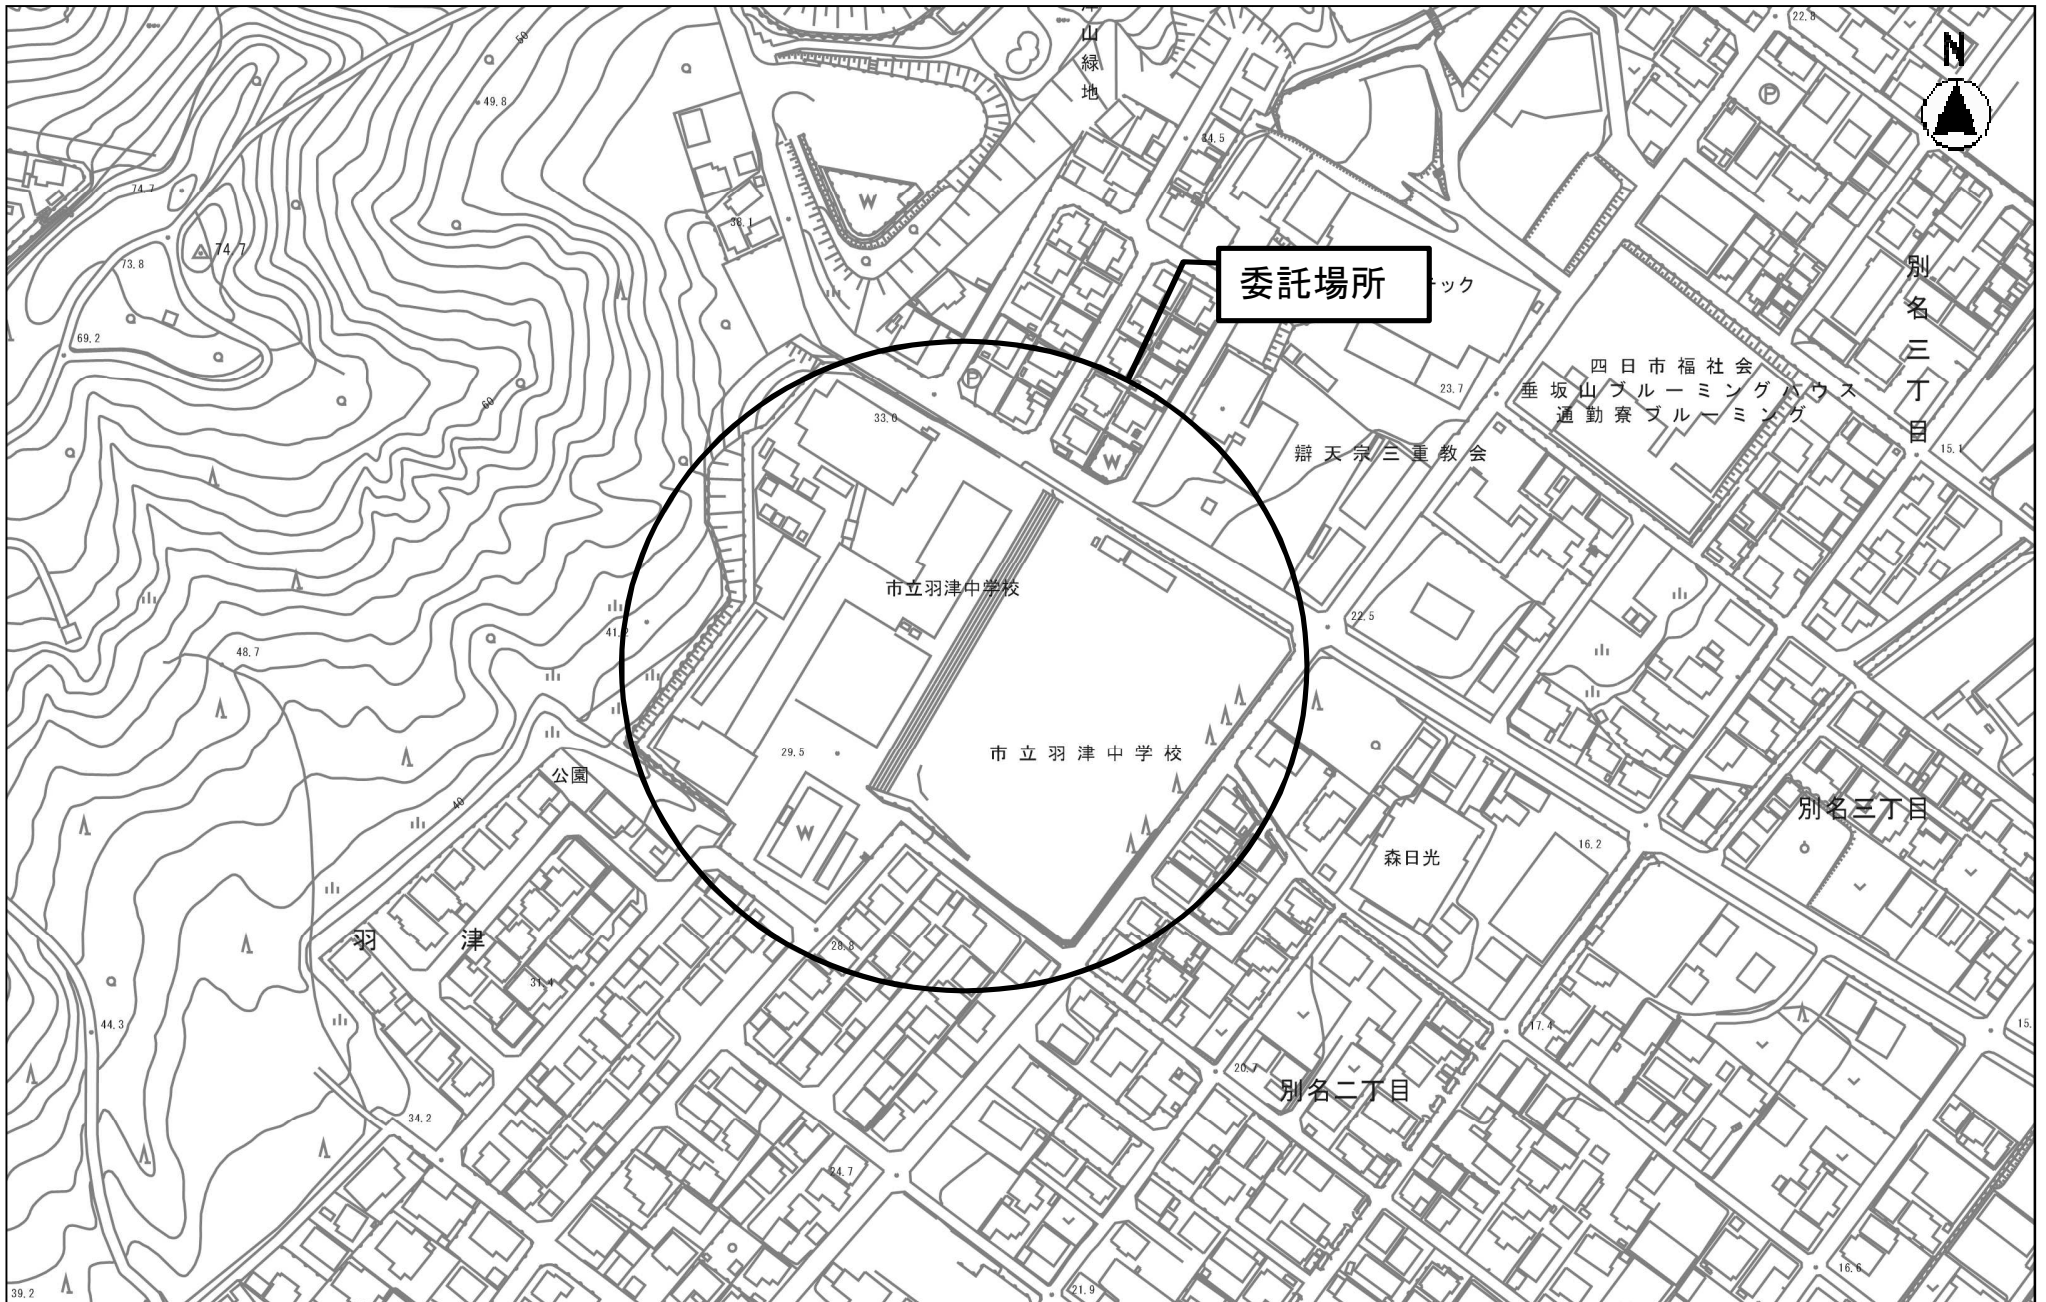 22.8
N
山緑地
50
49.8
34.5
P
W
74.7
38.1
74.7
73.8
別名三丁目
委託場所
ック
69.2
四日市福祉会
垂坂山ブルーミングハウス
通勤寮ブルーミング
P
23.7
60
33.0
15.1
辯天宗三重教会
W
市立羽津中学校
22.5
41.2
48.7
29.5
市立羽津中学校
公園
40
別名三丁目
W
16.2
森日光
羽津
28.8
31.4
44.3
17.4
15.
20.7
別名二丁目
34.2
24.7
16.6
21.9
39.2